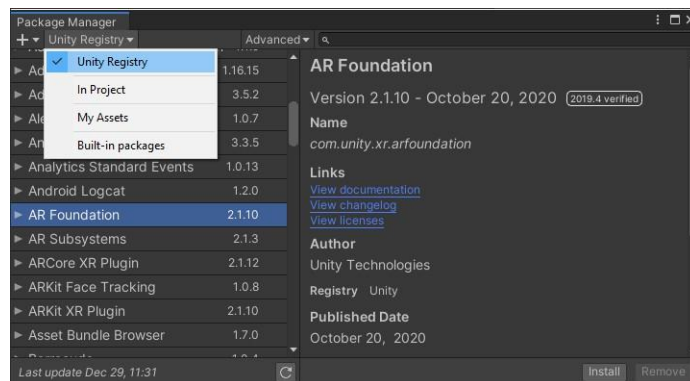 Package Manager
+ Unity Registry Advanced
Unity Registry
In Project
My Assets
Built-in packages
Ad 1.16.15
Ad 3.5.2
Ale 1.0.7
An 3.3.5
Analytics Standard Events 1.0.13
Android Logcat 1.2.0
AR Foundation 2.1.10
AR Subsystems 2.1.3
ARCore XR Plugin 2.1.12
ARKit Face Tracking 1.0.8
ARKit XR Plugin 2.1.10
Asset Bundle Browser 1.7.0
Last update Dec 29, 11:31
AR Foundation
Version 2.1.10 - October 20, 2020 2019.4 verified
Name
com.unity.xr.arfoundation
Links
View documentation
View changelog
View licenses
Author
Unity Technologies
Registry Unity
Published Date
October 20, 2020
Install Remove